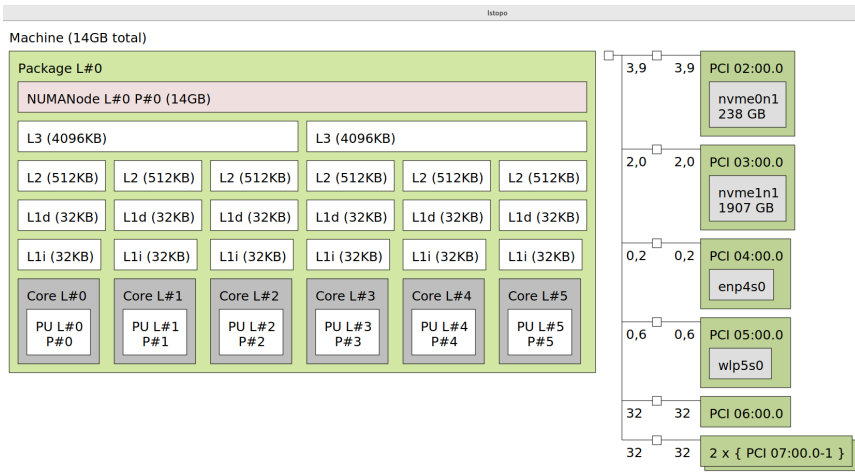 lstopo
Machine (14GB total)
Package L#0
NUMANode L#0 P#0 (14GB)
L3 (4096KB) L3 (4096KB)
L2 (512KB) L2 (512KB) L2 (512KB) L2 (512KB) L2 (512KB) L2 (512KB)
L1d (32KB) L1d (32KB) L1d (32KB) L1d (32KB) L1d (32KB) L1d (32KB)
L1i (32KB) L1i (32KB) L1i (32KB) L1i (32KB) L1i (32KB) L1i (32KB)
Core L#0 Core L#1 Core L#2 Core L#3 Core L#4 Core L#5
PU L#0 PU L#1 PU L#2 PU L#3 PU L#4 PU L#5
P#0 P#1 P#2 P#3 P#4 P#5
3,9 3,9 PCI 02:00.0
nvme0n1
238 GB
2,0 2,0 PCI 03:00.0
nvme1n1
1907 GB
0,2 0,2 PCI 04:00.0
enp4s0
0,6 0,6 PCI 05:00.0
wlp5s0
32 32 PCI 06:00.0
32 32 2 x { PCI 07:00.0-1 }